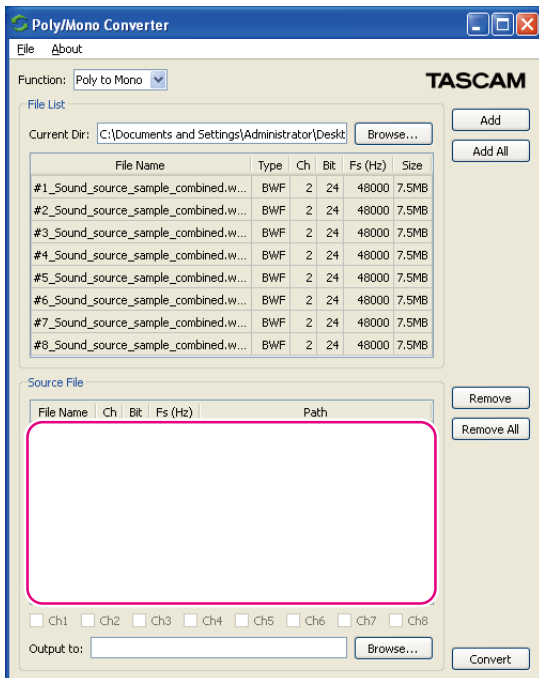 Poly/Mono Converter
File About
Function: Poly to Mono
TASCAM
File List
Current Dir: C:\Documents and Settings\Administrator\Deskt Browse...
Add
Add All
File Name Type Ch Bit Fs (Hz) Size
#1_Sound_source_sample_combined.w... BWF 2 24 48000 7.5MB
#2_Sound_source_sample_combined.w... BWF 2 24 48000 7.5MB
#3_Sound_source_sample_combined.w... BWF 2 24 48000 7.5MB
#4_Sound_source_sample_combined.w... BWF 2 24 48000 7.5MB
#5_Sound_source_sample_combined.w... BWF 2 24 48000 7.5MB
#6_Sound_source_sample_combined.w... BWF 2 24 48000 7.5MB
#7_Sound_source_sample_combined.w... BWF 2 24 48000 7.5MB
#8_Sound_source_sample_combined.w... BWF 2 24 48000 7.5MB
Source File
Remove
File Name Ch Bit Fs (Hz) Path
Remove All
Ch1 Ch2 Ch3 Ch4 Ch5 Ch6 Ch7 Ch8
Output to: Browse...
Convert